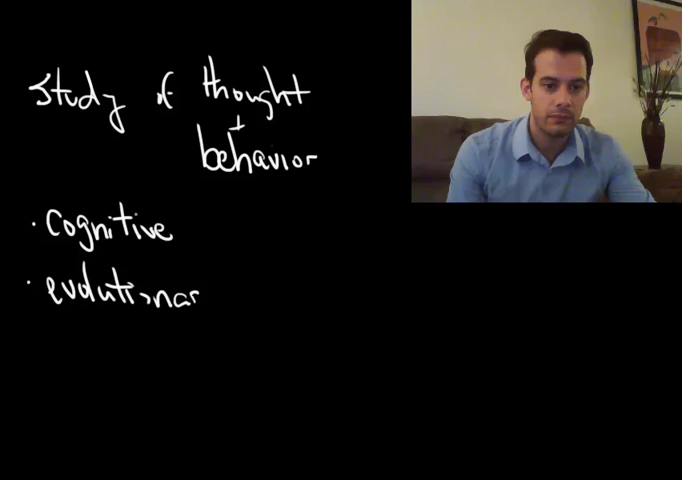 study of thought
+
behavior
· cognitive
· evolutionar